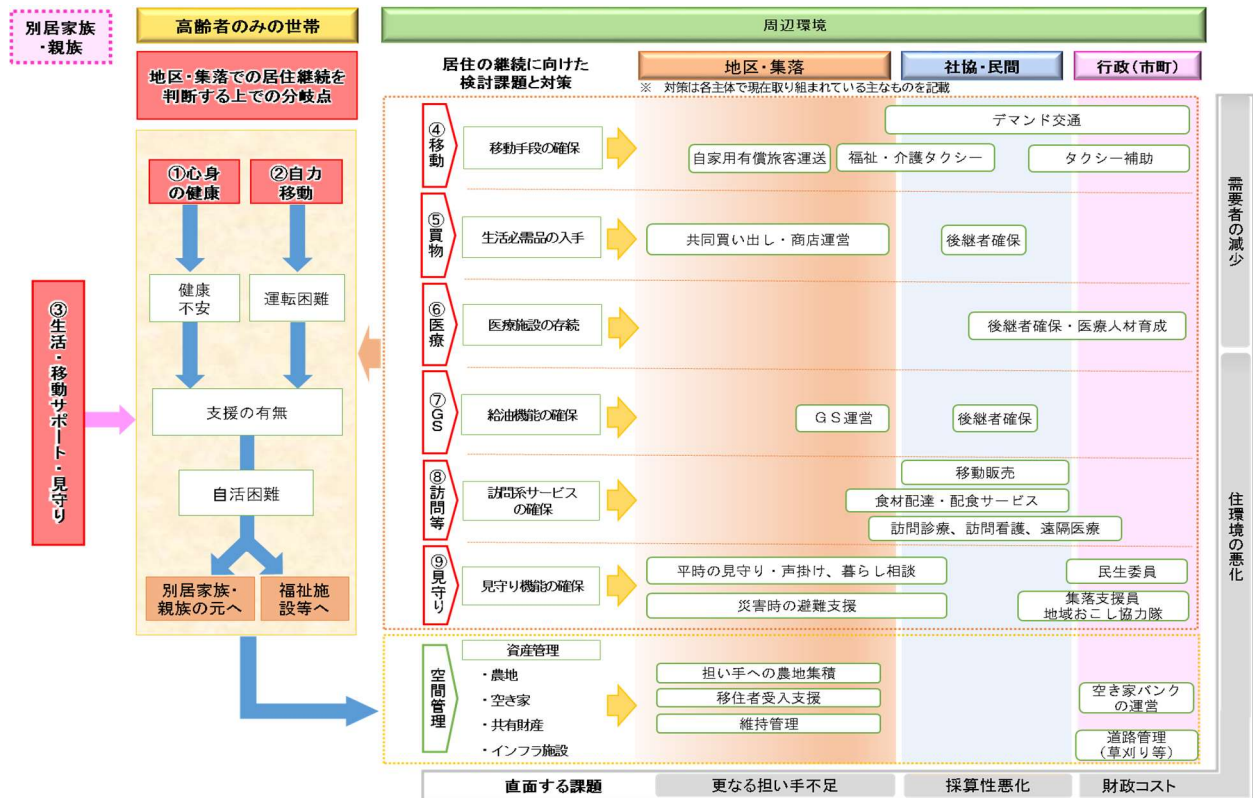 別居家族
・親族
高齢者のみの世帯
周辺環境
地区・集落での居住継続を
判断する上での分岐点
居住の継続に向けた
検討課題と対策
地区・集落
社協・民間
行政(市町)
※　対策は各主体で現在取り組まれている主なものを記載
①心身
の健康
②自力
移動
健康
不安
運転困難
支援の有無
自活困難
別居家族・
親族の元へ
福祉施
設等へ
③生活・移動サポート・見守り
④移動
移動手段の確保
デマンド交通
自家用有償旅客運送
福祉・介護タクシー
タクシー補助
⑤買物
生活必需品の入手
共同買い出し・商店運営
後継者確保
⑥医療
医療施設の存続
後継者確保・医療人材育成
⑦GS
給油機能の確保
ＧＳ運営
後継者確保
⑧訪問等
訪問系サービス
の確保
移動販売
食材配達・配食サービス
訪問診療、訪問看護、遠隔医療
⑨見守り
見守り機能の確保
平時の見守り・声掛け、暮らし相談
民生委員
災害時の避難支援
集落支援員
地域おこし協力隊
空間管理
資産管理
・農地
・空き家
・共有財産
・インフラ施設
担い手への農地集積
移住者受入支援
維持管理
空き家バンク
の運営
道路管理
(草刈り等)
需要者の減少
住環境の悪化
直面する課題
更なる担い手不足
採算性悪化
財政コスト